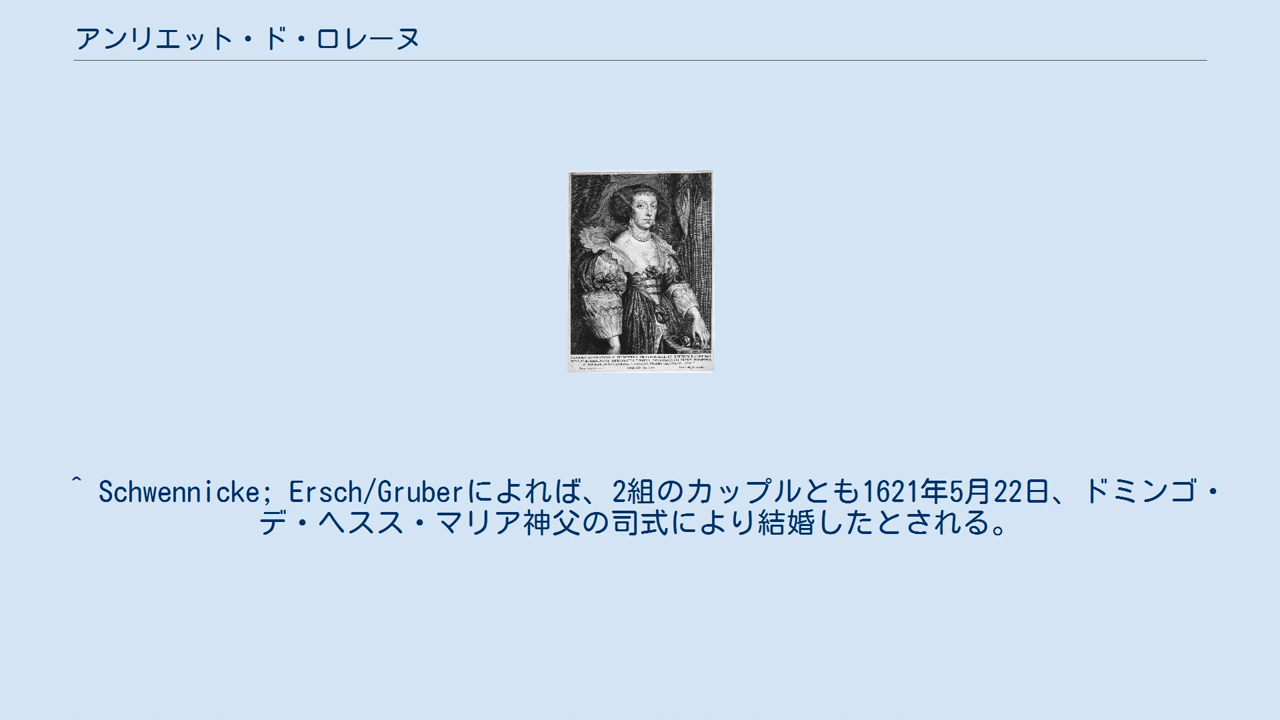 アンリエット・ド・ロレーヌ
^ Schwennicke; Ersch/Gruberによれば、2組のカップルとも1621年5月22日、ドミンゴ・
デ・ヘスス・マリア神父の司式により結婚したとされる。